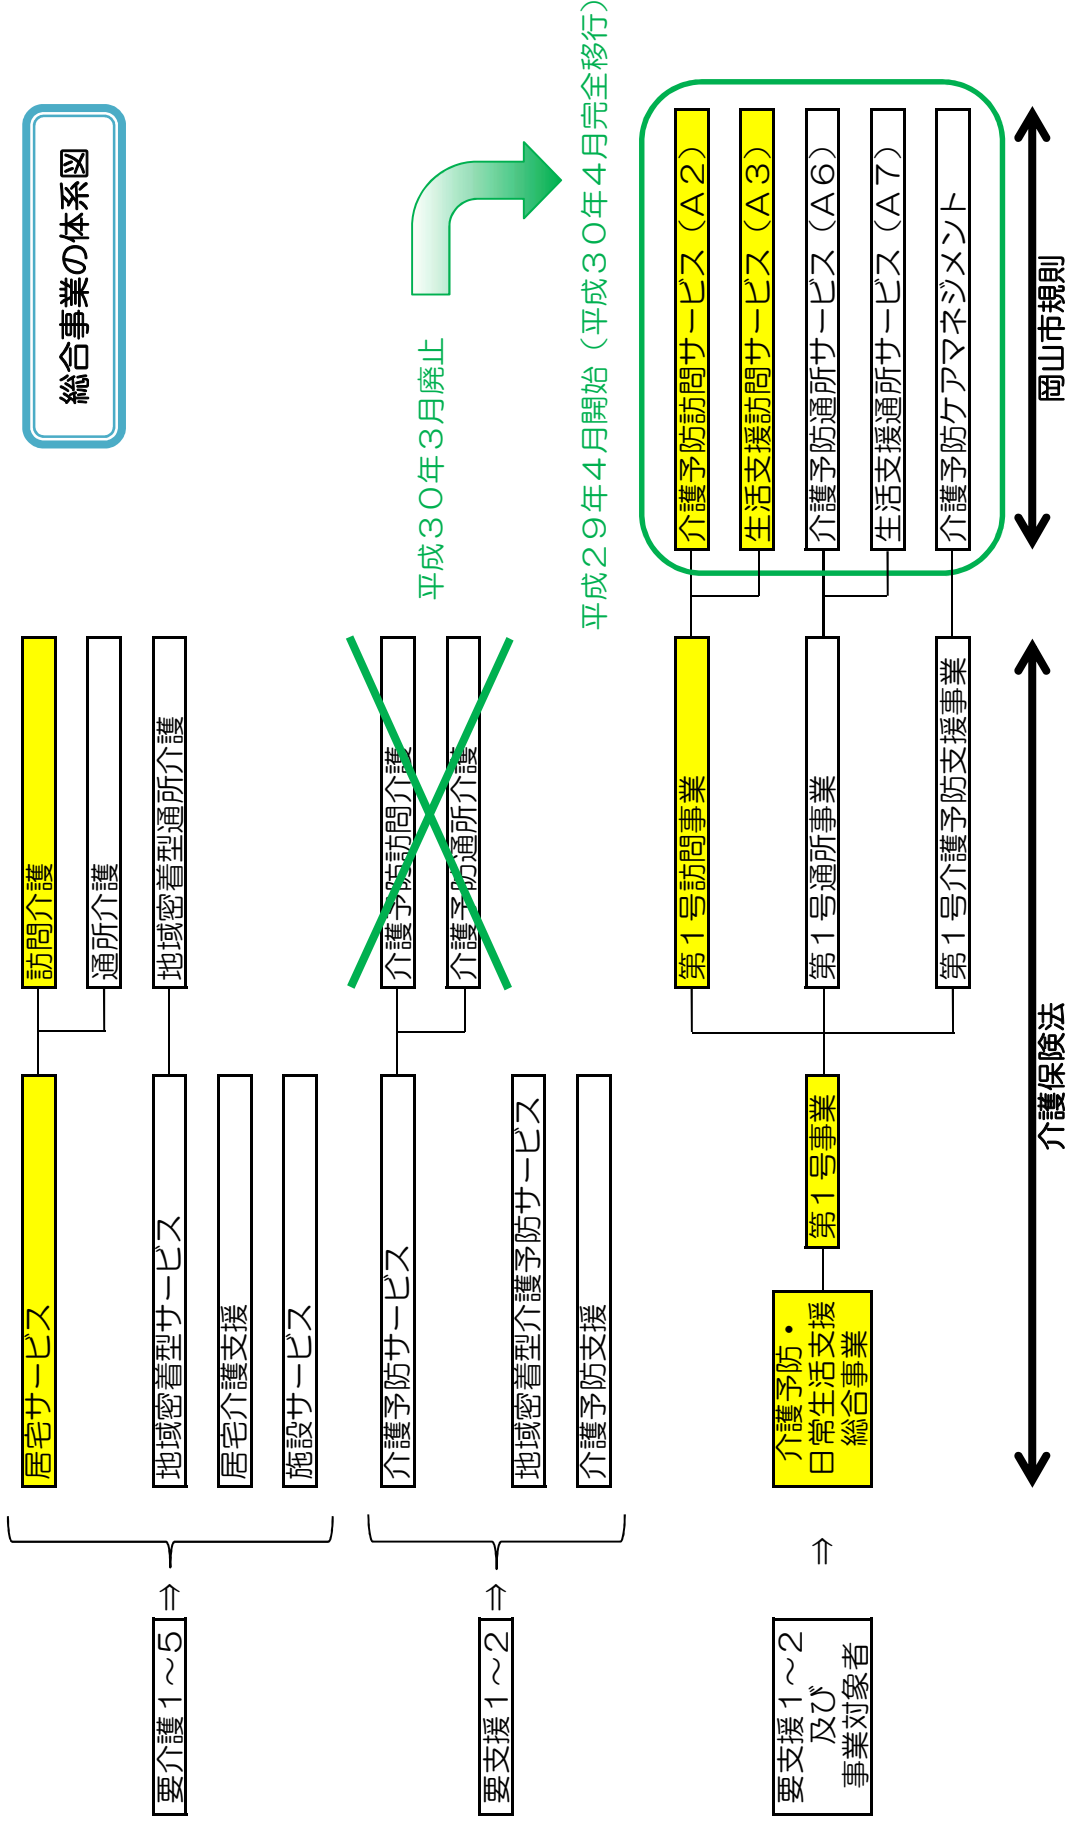 総合事業の体系図
要介護１～５
⇒
居宅サービス
訪問介護
通所介護
地域密着型サービス
地域密着型通所介護
居宅介護支援
施設サービス
要支援１～２
⇒
介護予防サービス
介護予防訪問介護
介護予防通所介護
平成３０年３月廃止
地域密着型介護予防サービス
介護予防支援
平成２９年４月開始（平成３０年４月完全移行）
要支援１～２
及び
事業対象者
⇒
介護予防・
日常生活支援
総合事業
第１号事業
第１号訪問事業
介護予防訪問サービス（Ａ２）
生活支援訪問サービス（Ａ３）
第１号通所事業
介護予防通所サービス（Ａ６）
生活支援通所サービス（Ａ７）
第１号介護予防支援事業
介護予防ケアマネジメント
介護保険法
岡山市規則